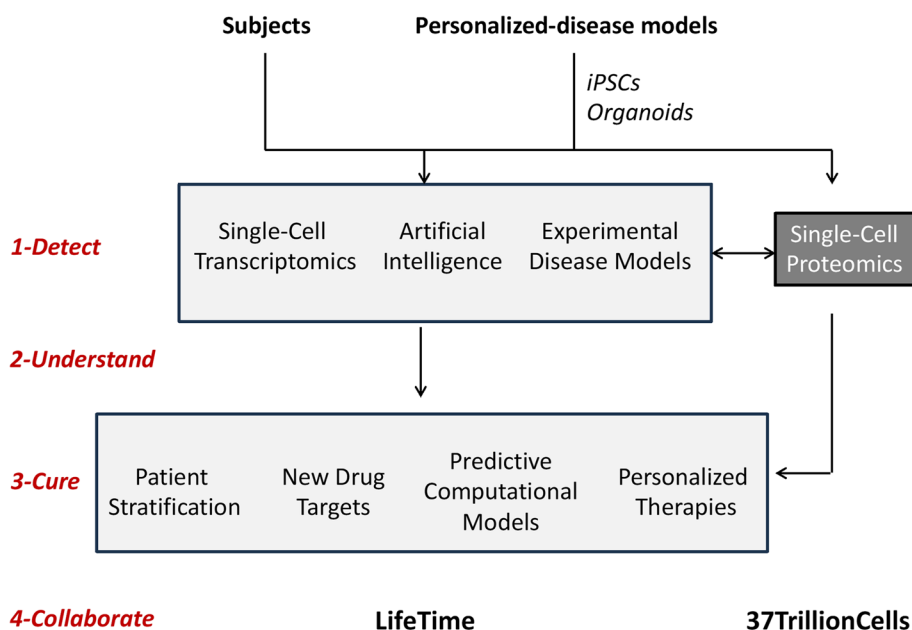 Subjects
Personalized-disease models
iPSCs
Organoids
1-Detect
Single-Cell
Transcriptomics
Artificial
Intelligence
Experimental
Disease Models
Single-Cell
Proteomics
2-Understand
3-Cure
Patient
Stratification
New Drug
Targets
Predictive
Computational
Models
Personalized
Therapies
4-Collaborate
LifeTime
37TrillionCells